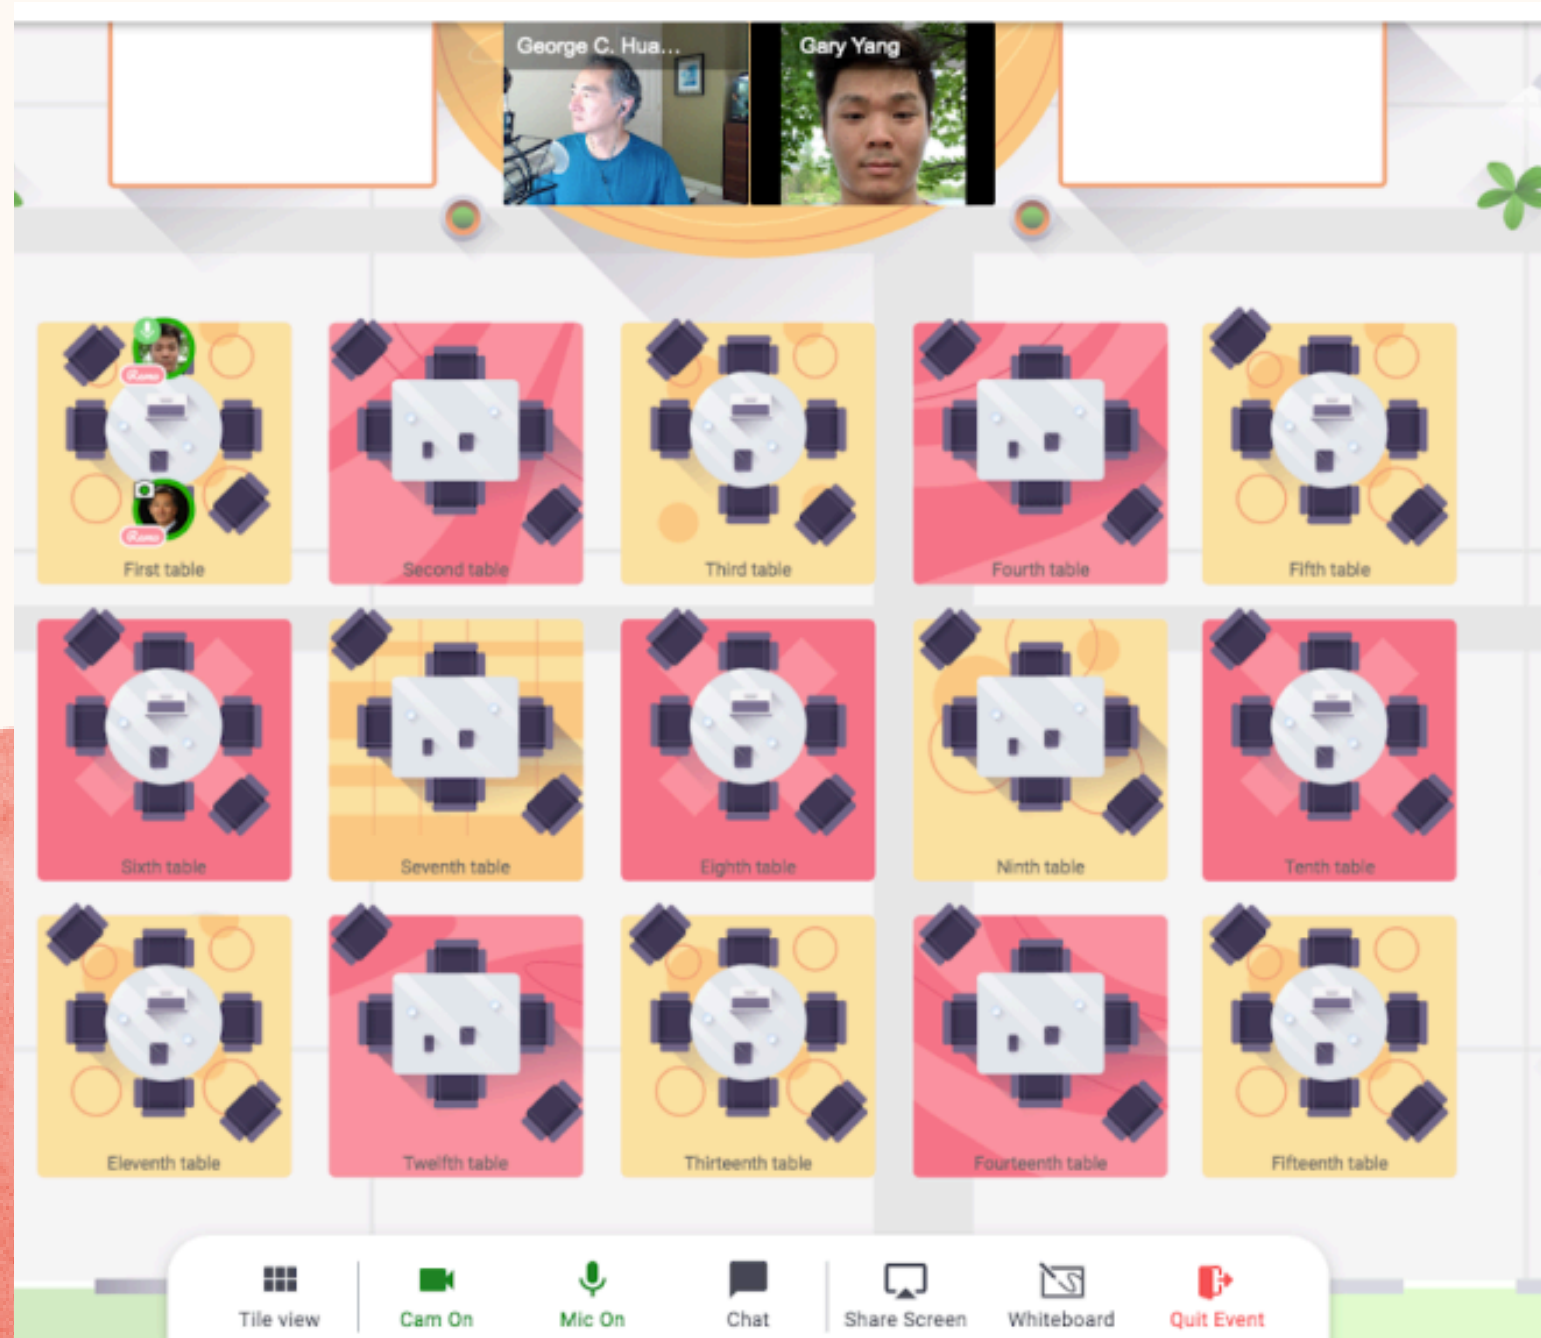 George C. Hua...
Gary Yang
Remo
Remo
First table
Second table
Third table
Fourth table
Fifth table
Sixth table
Seventh table
Eighth table
Ninth table
Tenth table
Eleventh table
Twelfth table
Thirteenth table
Fourteenth table
Fifteenth table
Tile view
Cam On
Mic On
Chat
Share Screen
Whiteboard
Quit Event